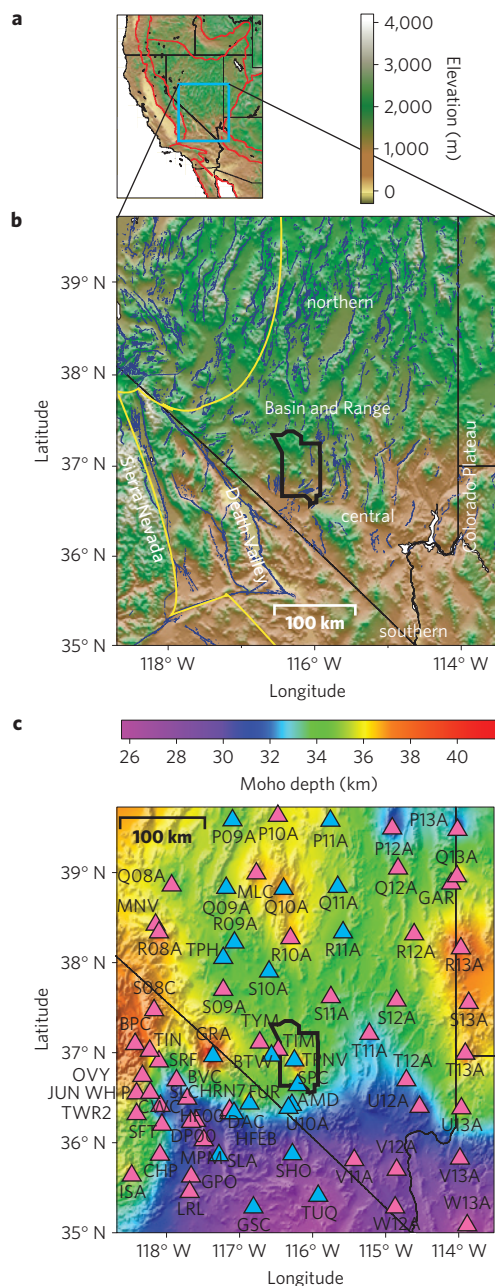 a
4,000
3,000
2,000
1,000
0
Elevation (m)
b
39° N
38° N
37° N
36° N
35° N
Latitude
northern
Basin and Range
central
southern
Sierra Nevada
Death Valley
Colorado Plateau
100 km
118° W
116° W
114° W
Longitude
c
26 28 30 32 34 36 38 40
Moho depth (km)
100 km
39° N
38° N
37° N
36° N
35° N
Latitude
P09A P10A P11A P12A P13A
Q08A Q09A MLC Q10A Q11A Q12A GAR Q13A
MNV R08A R09A TPH R10A R11A R12A R13A
S08C S09A S10A S11A S12A S13A
BPC TIN GRA TYM TIM T11A T12A T13A
OVY SRF BVC BTW TPNV SPC
JUN WHP CHRN7 FUR AMD U12A U13A
TWR2 SFT DP00 DAC HFEB U10A
ISA CHP MPM SLA SHO V11A V12A V13A
LRL GPO GSC TUQ W12A W13A
118° W
117° W
116° W
115° W
114° W
Longitude